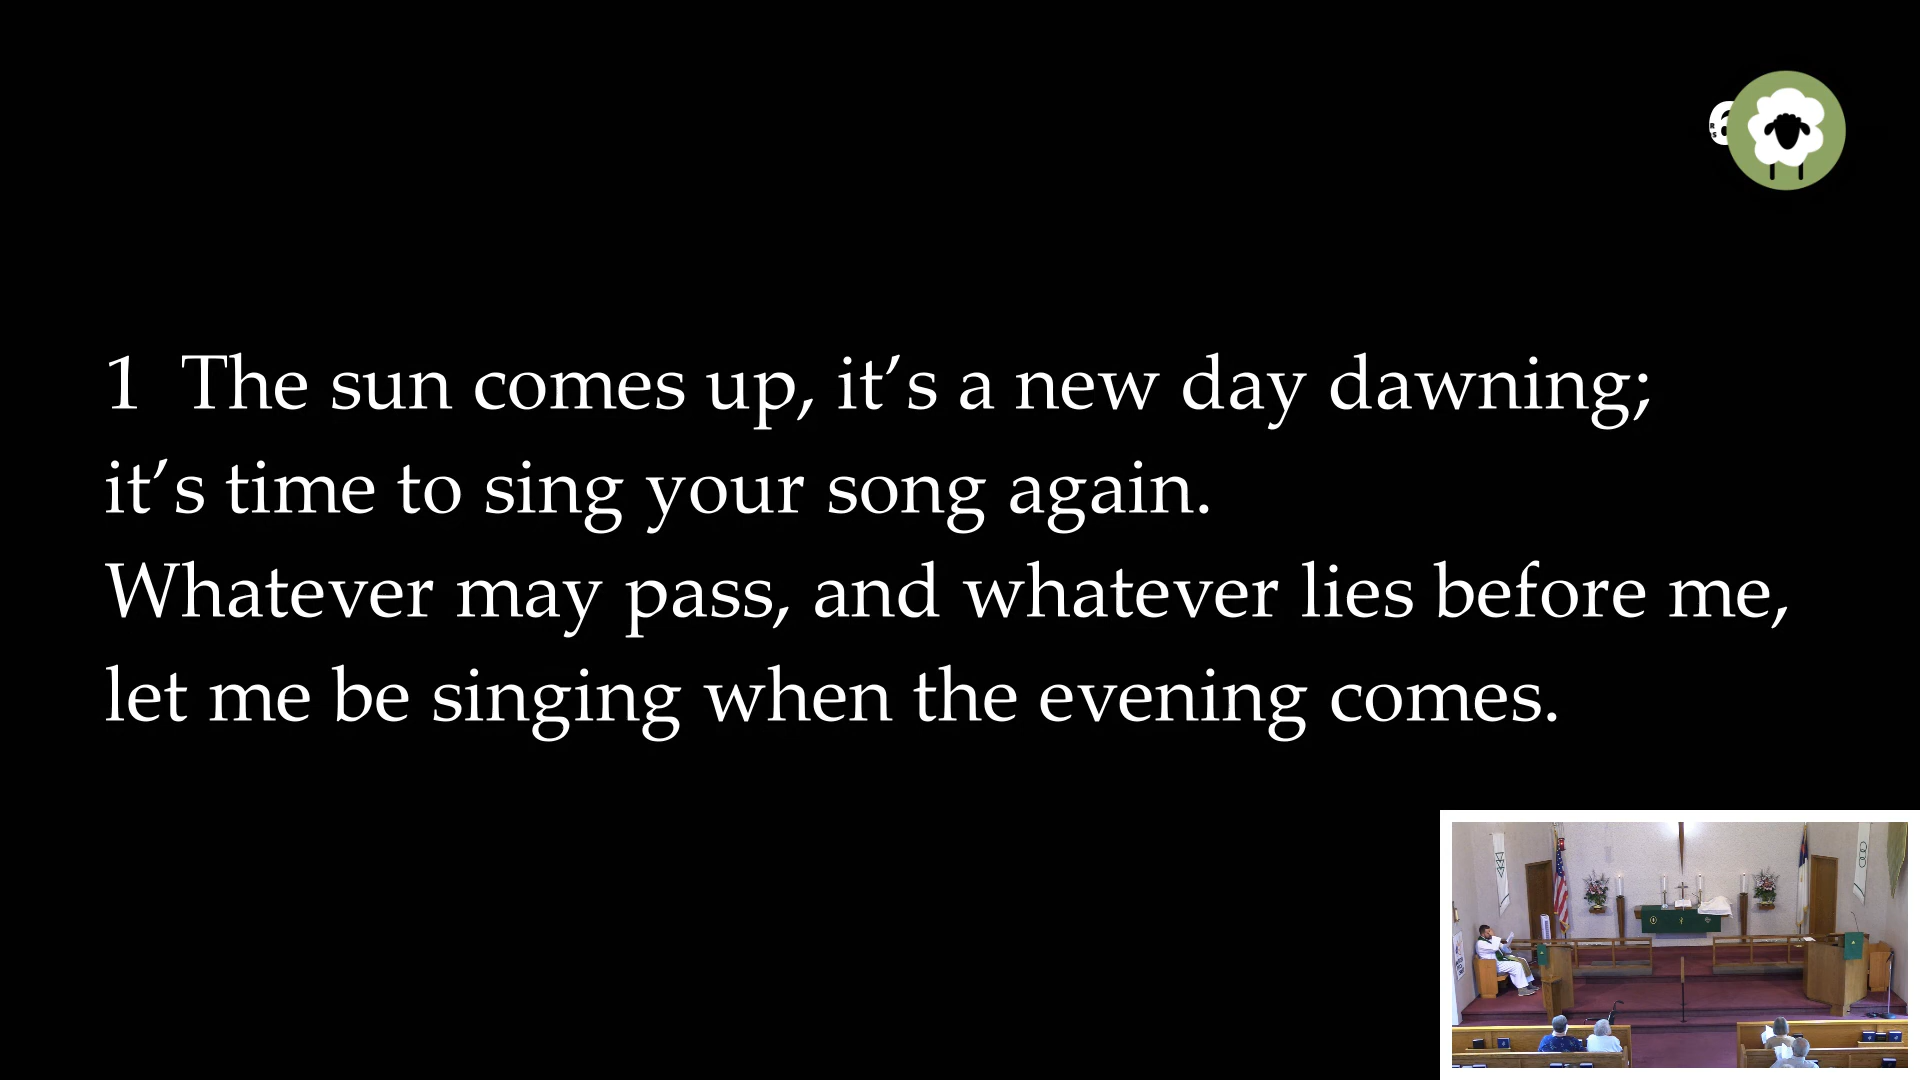 1 The sun comes up, it’s a new day dawning;
it’s time to sing your song again.
Whatever may pass, and whatever lies before me,
let me be singing when the evening comes.